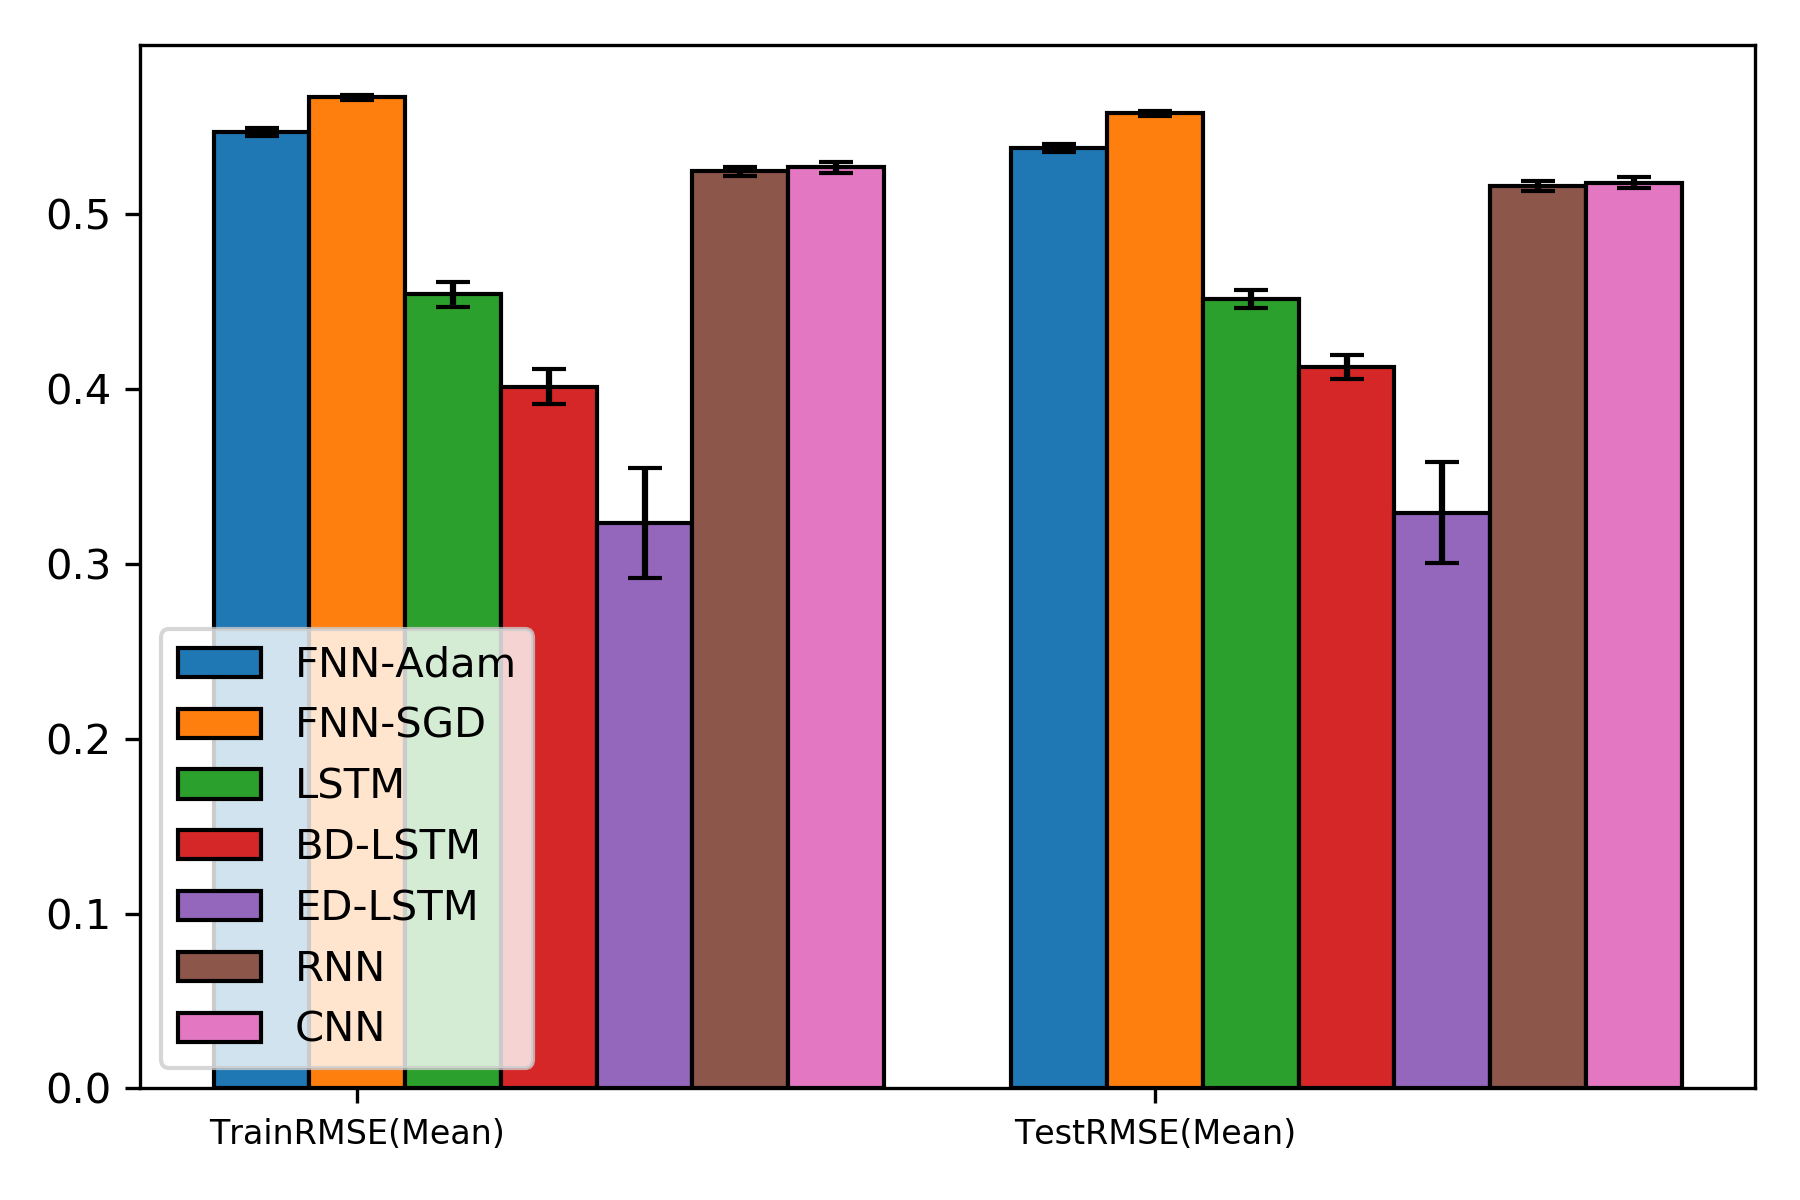 0.5
0.4
0.3
0.2
0.1
0.0
FNN-Adam
FNN-SGD
LSTM
BD-LSTM
ED-LSTM
RNN
CNN
TrainRMSE(Mean)
TestRMSE(Mean)